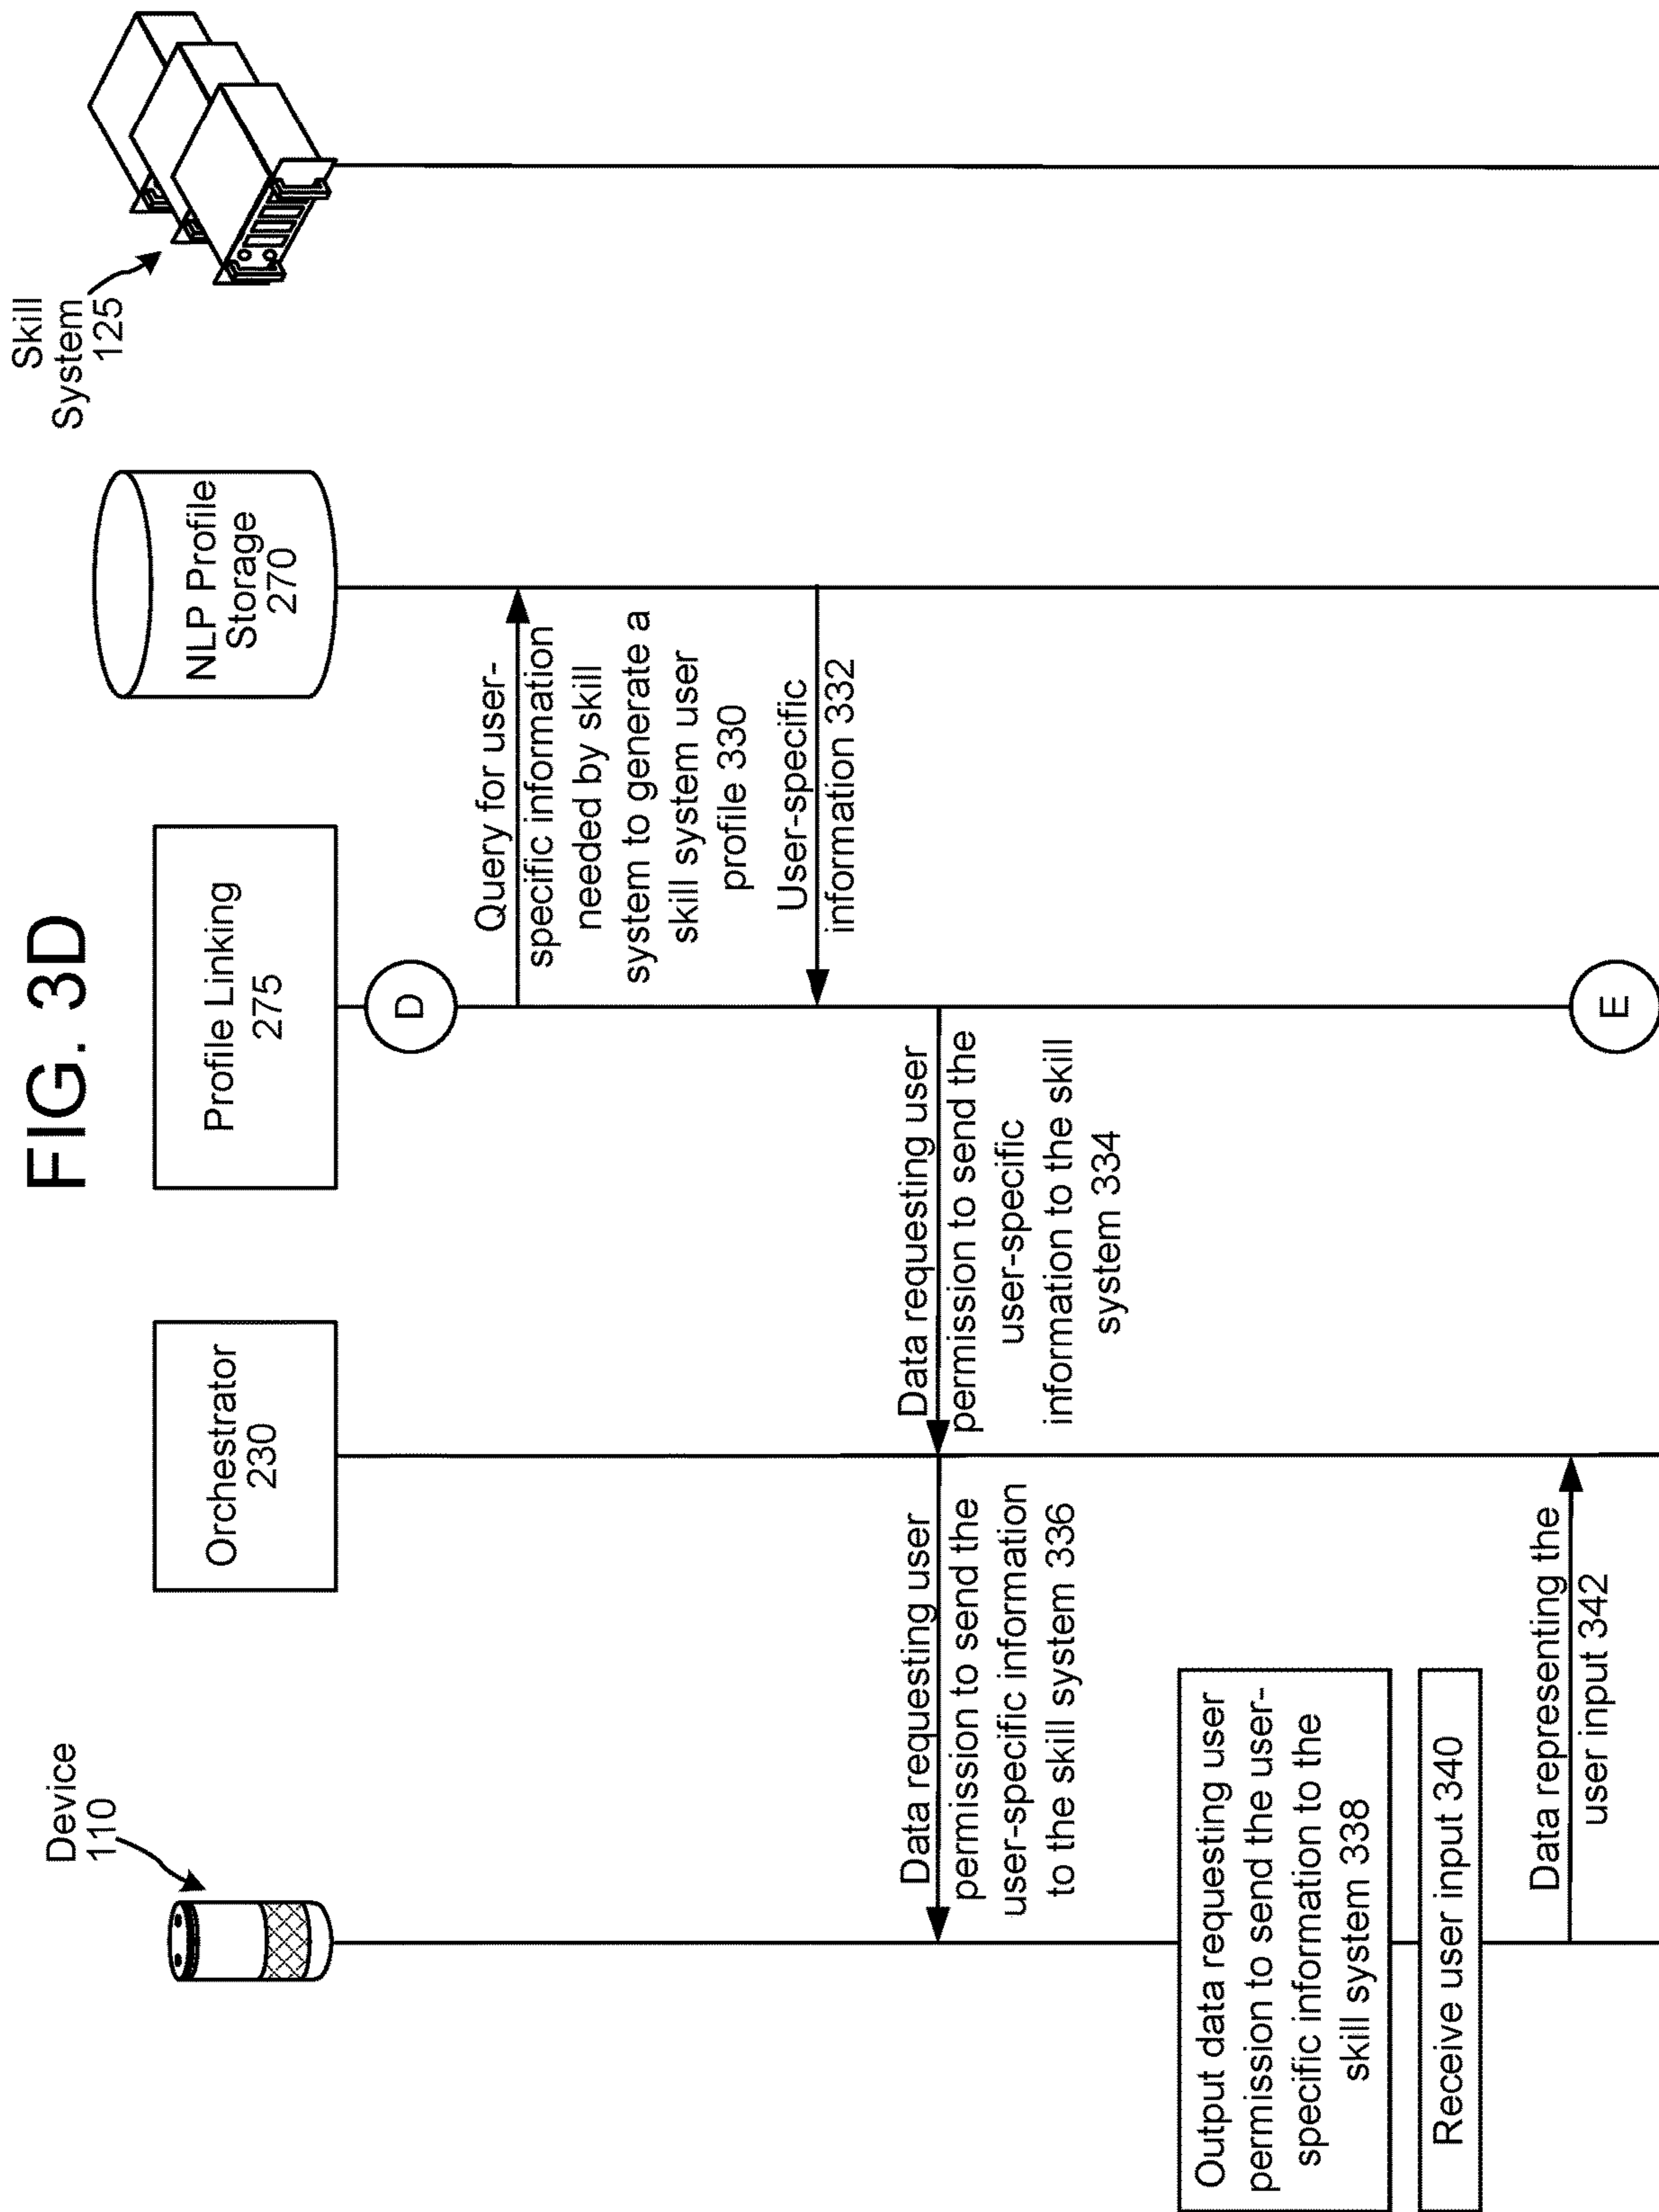 FIG. 3D
Device
110
Orchestrator
230
Profile Linking
275
NLP Profile
Storage
270
Skill
System
125
D
Query for user-
specific information
needed by skill
system to generate a
skill system user
profile 330
User-specific
information 332
Data requesting user
permission to send the
user-specific
information to the skill
system 334
Data requesting user
permission to send the
user-specific information
to the skill system 336
Output data requesting user
permission to send the user-
specific information to the
skill system 338
Receive user input 340
Data representing the
user input 342
E